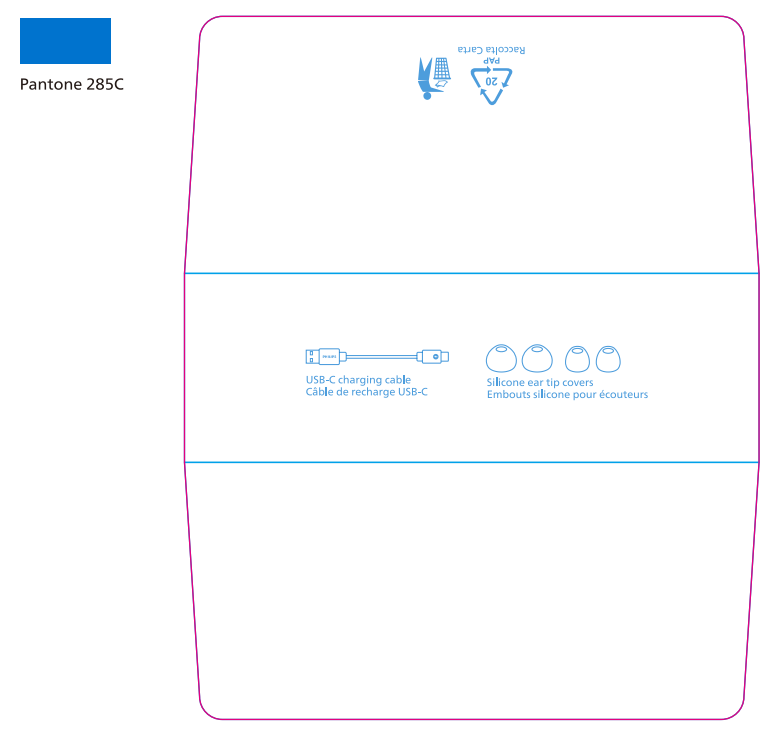 Pantone 285C
Raccolta Carta
PAP
20
PHILIPS
USB-C charging cable
Câble de recharge USB-C
Silicone ear tip covers
Embouts silicone pour écouteurs